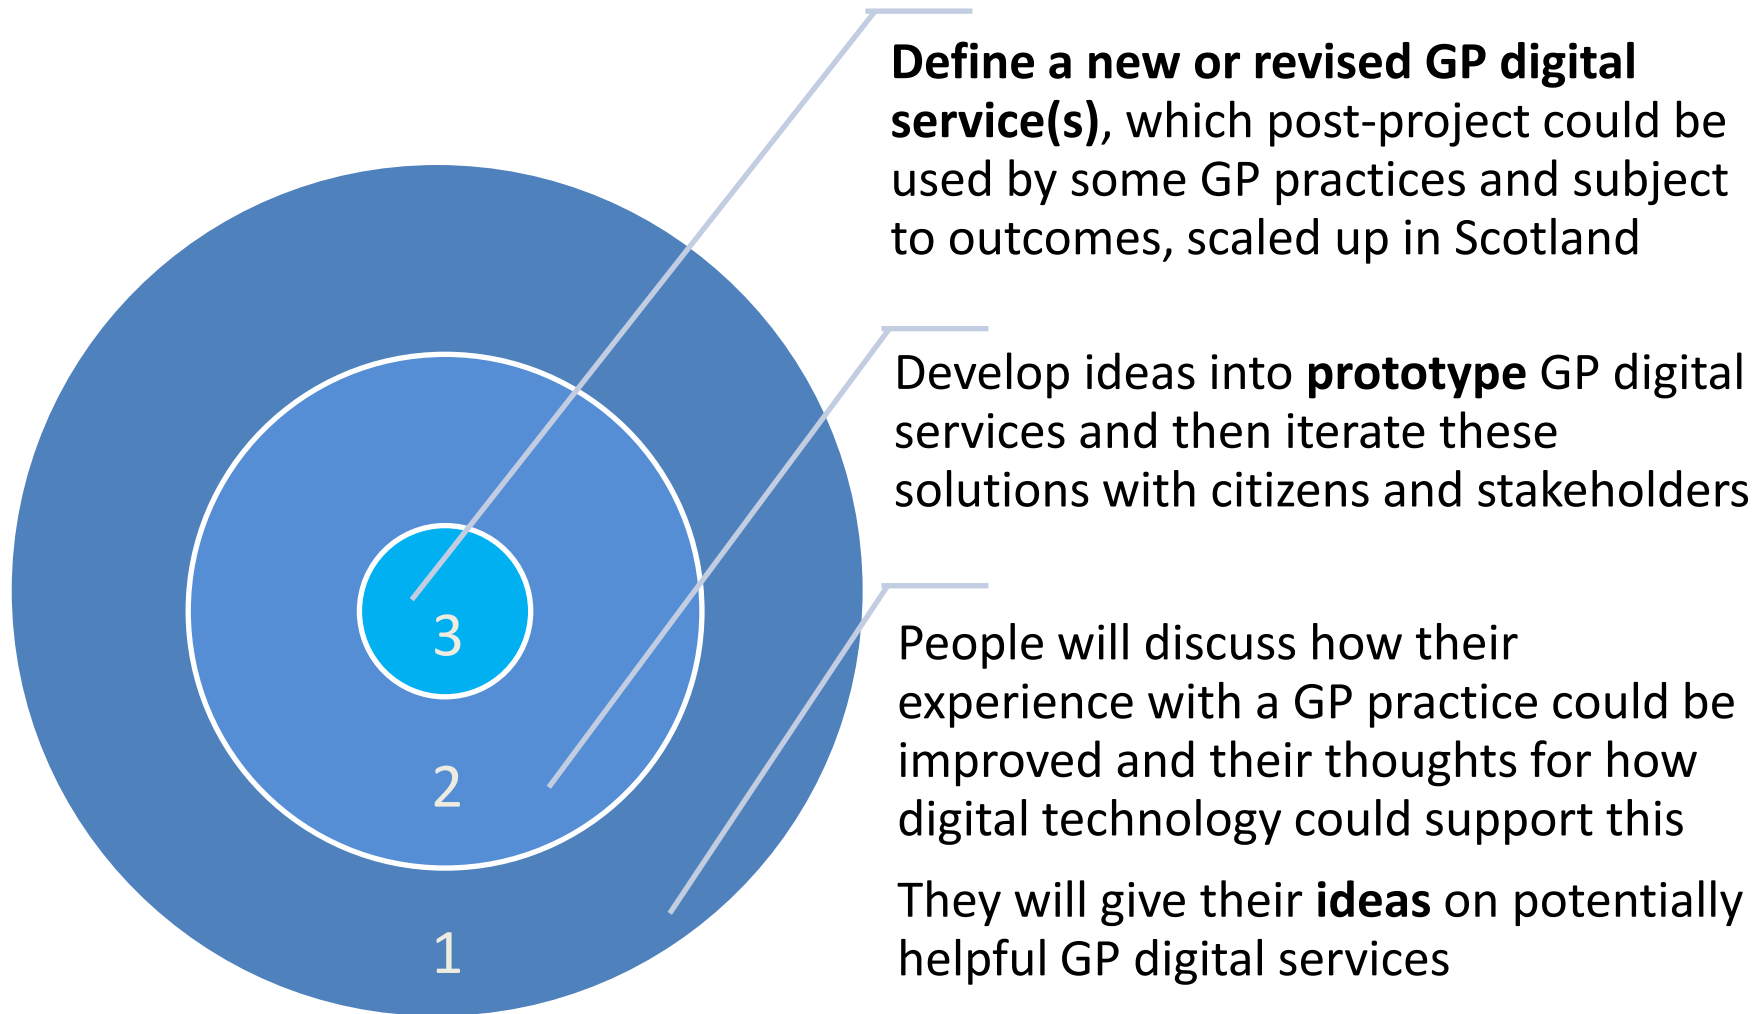 Define a new or revised GP digital
service(s), which post-project could be
used by some GP practices and subject
to outcomes, scaled up in Scotland
Develop ideas into prototype GP digital
services and then iterate these
solutions with citizens and stakeholders
People will discuss how their
experience with a GP practice could be
improved and their thoughts for how
digital technology could support this
They will give their ideas on potentially
helpful GP digital services
3
2
1